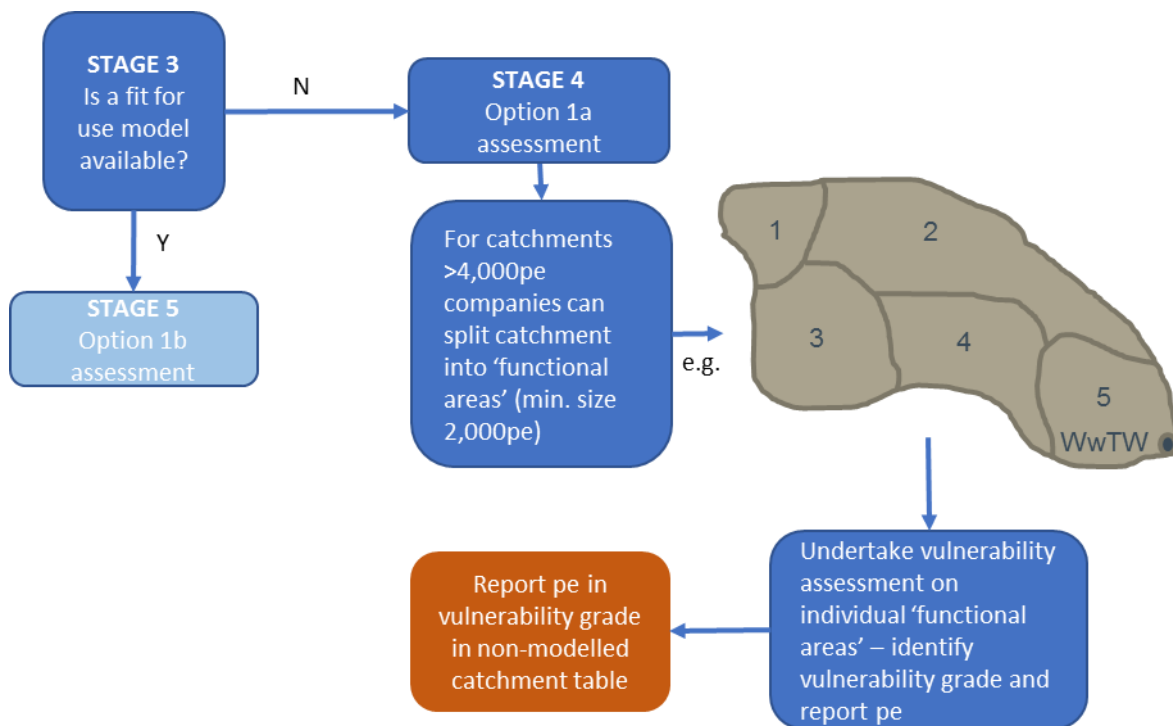 STAGE 3
Is a fit for
use model
available?
N
STAGE 4
Option 1a
assessment
Y
STAGE 5
Option 1b
assessment
For catchments
>4,000pe
companies can
split catchment
into ‘functional
areas’ (min. size
2,000pe)
e.g.
1
2
3
4
5
WwTW
Undertake vulnerability
assessment on
individual ‘functional
areas’ – identify
vulnerability grade and
report pe
Report pe in
vulnerability grade
in non-modelled
catchment table